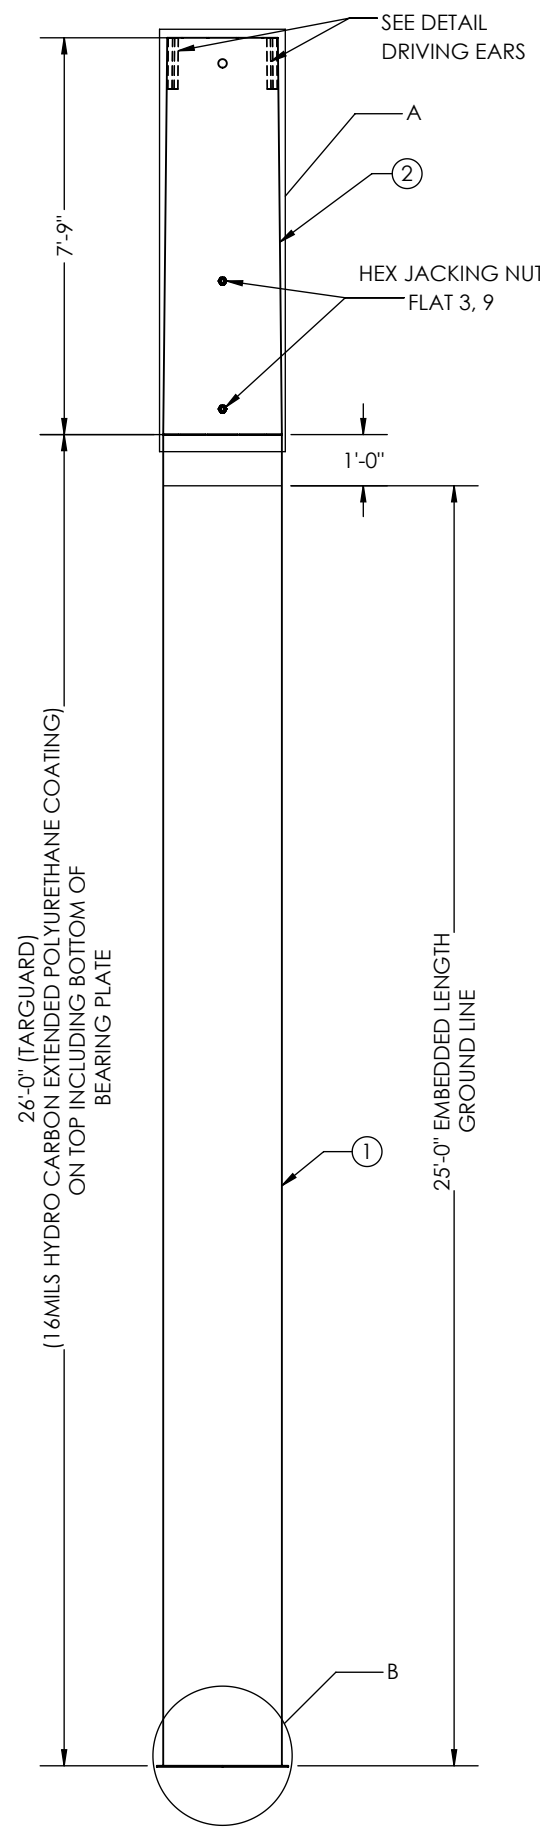 SEE DETAIL
DRIVING EARS
A
2
7'-9"
HEX JACKING NUT
FLAT 3, 9
1'-0"
26'-0" (TARGUARD)
(16MILS HYDRO CARBON EXTENDED POLYURETHANE COATING)
ON TOP INCLUDING BOTTOM OF
BEARING PLATE
25'-0" EMBEDDED LENGTH
GROUND LINE
1
B